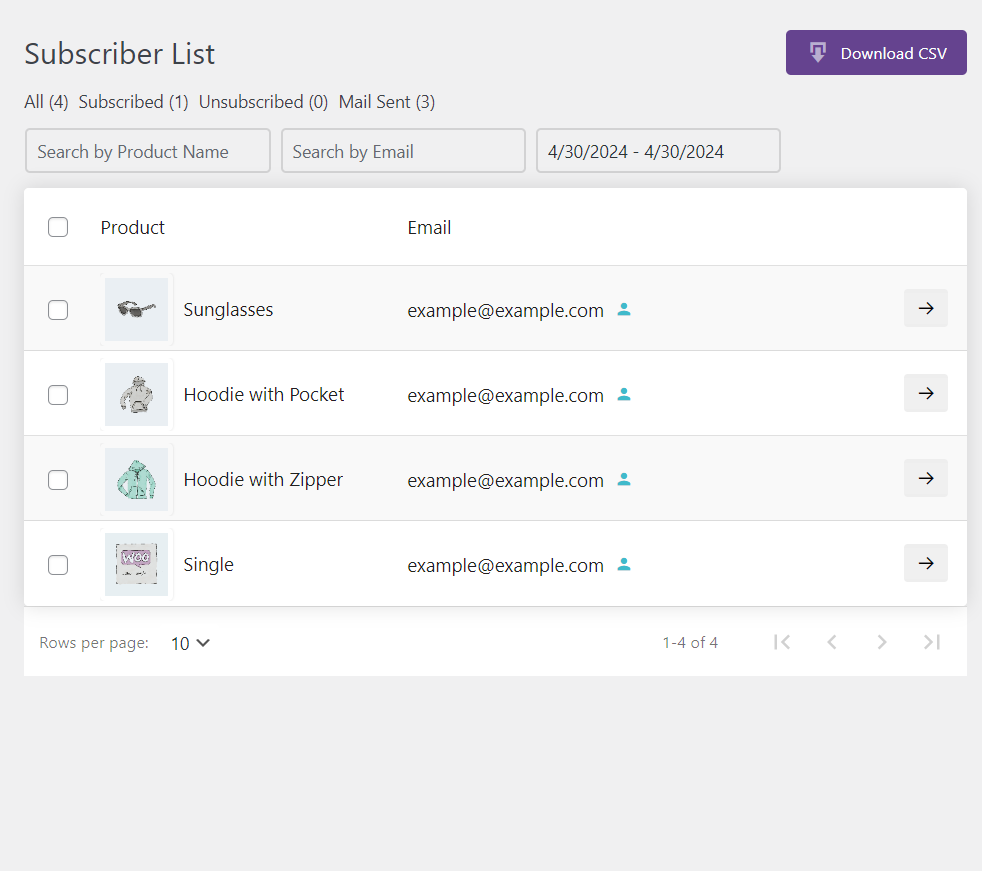 Subscriber List
Download CSV
All (4) Subscribed (1) Unsubscribed (0) Mail Sent (3)
Search by Product Name
Search by Email
4/30/2024 - 4/30/2024
Product Email
Sunglasses example@example.com
Hoodie with Pocket example@example.com
Hoodie with Zipper example@example.com
Woo
Single example@example.com
Rows per page: 10 1-4 of 4